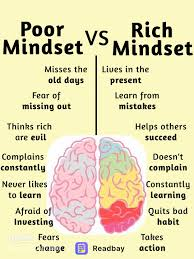 Poor VS Rich
Mindset Mindset
Misses the
old days
Lives in the
present
Fear of
missing out
Learn from
mistakes
Thinks rich
are evil
Helps others
succeed
Complains
constantly
Doesn't
complain
Never likes
to learn
Constantly
learning
Afraid of
Investing
Quits bad
habit
Fears
change
Takes
action
Readbay